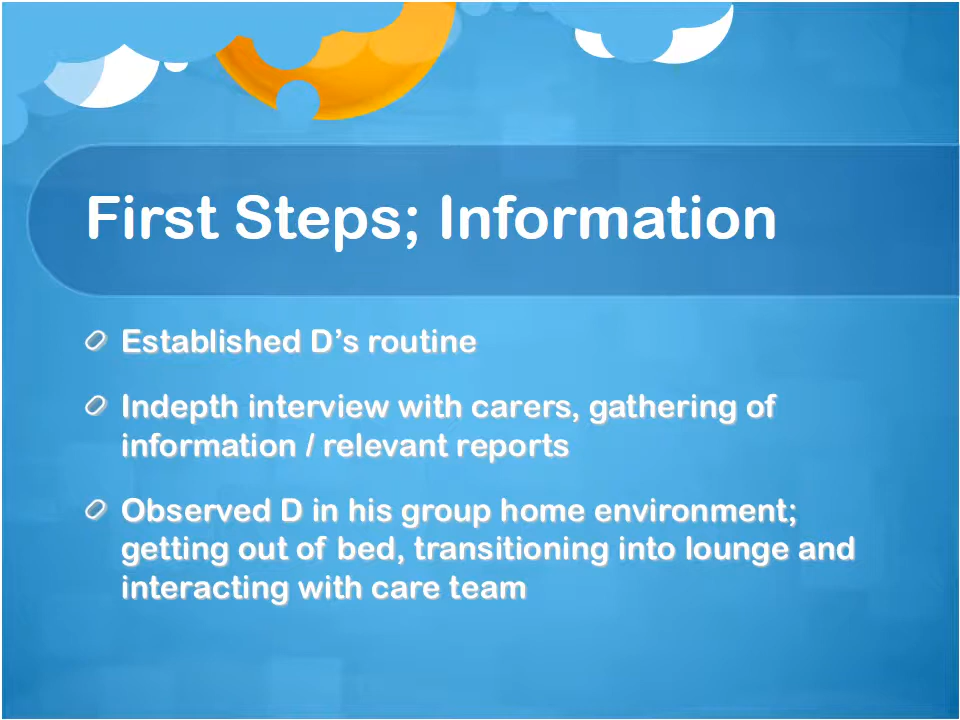 First Steps; Information
Established D’s routine
Indepth interview with carers, gathering of
information / relevant reports
Observed D in his group home environment;
getting out of bed, transitioning into lounge and
interacting with care team